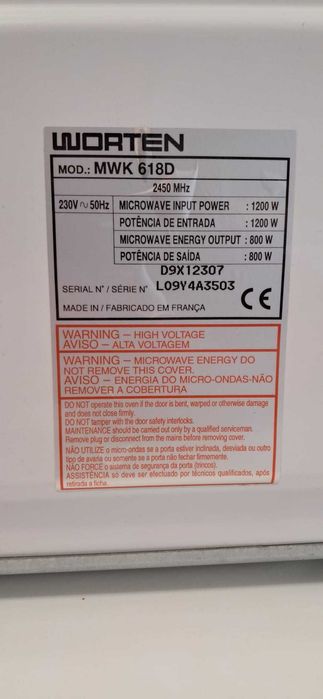 WORTEN
MOD.: MWK 618D
2450 MHz
230V ~ 50Hz MICROWAVE INPUT POWER : 1200 W
POTÊNCIA DE ENTRADA : 1200 W
MICROWAVE ENERGY OUTPUT : 800 W
POTÊNCIA DE SAÍDA : 800 W
D9X12307
SERIAL N° / SÉRIE N° L09Y4A3503
MADE IN / FABRICADO EM FRANÇA CE
WARNING – HIGH VOLTAGE
AVISO – ALTA VOLTAGEM
WARNING – MICROWAVE ENERGY DO
NOT REMOVE THIS COVER.
AVISO – ENERGIA DO MICRO-ONDAS-NÃO
REMOVER A COBERTURA
DO NOT operate this oven if the door is bent, warped or otherwise damage
and does not close firmly.
DO NOT tamper with the door safety interlocks.
MAINTENANCE should be carried out only by a qualified serviceman.
Remove plug or disconnect from the mains before removing cover.
NÃO UTILIZE o micro-ondas se a porta estiver inclinada, desviada ou outro
tipo de avaria ou somente se a porta não fechar firmemente.
NÃO FORCE o sistema de segurança da porta (trincos).
ASSISTÊNCIA só deve ser efectuado por técnicos qualificados, após
retirada a ficha.